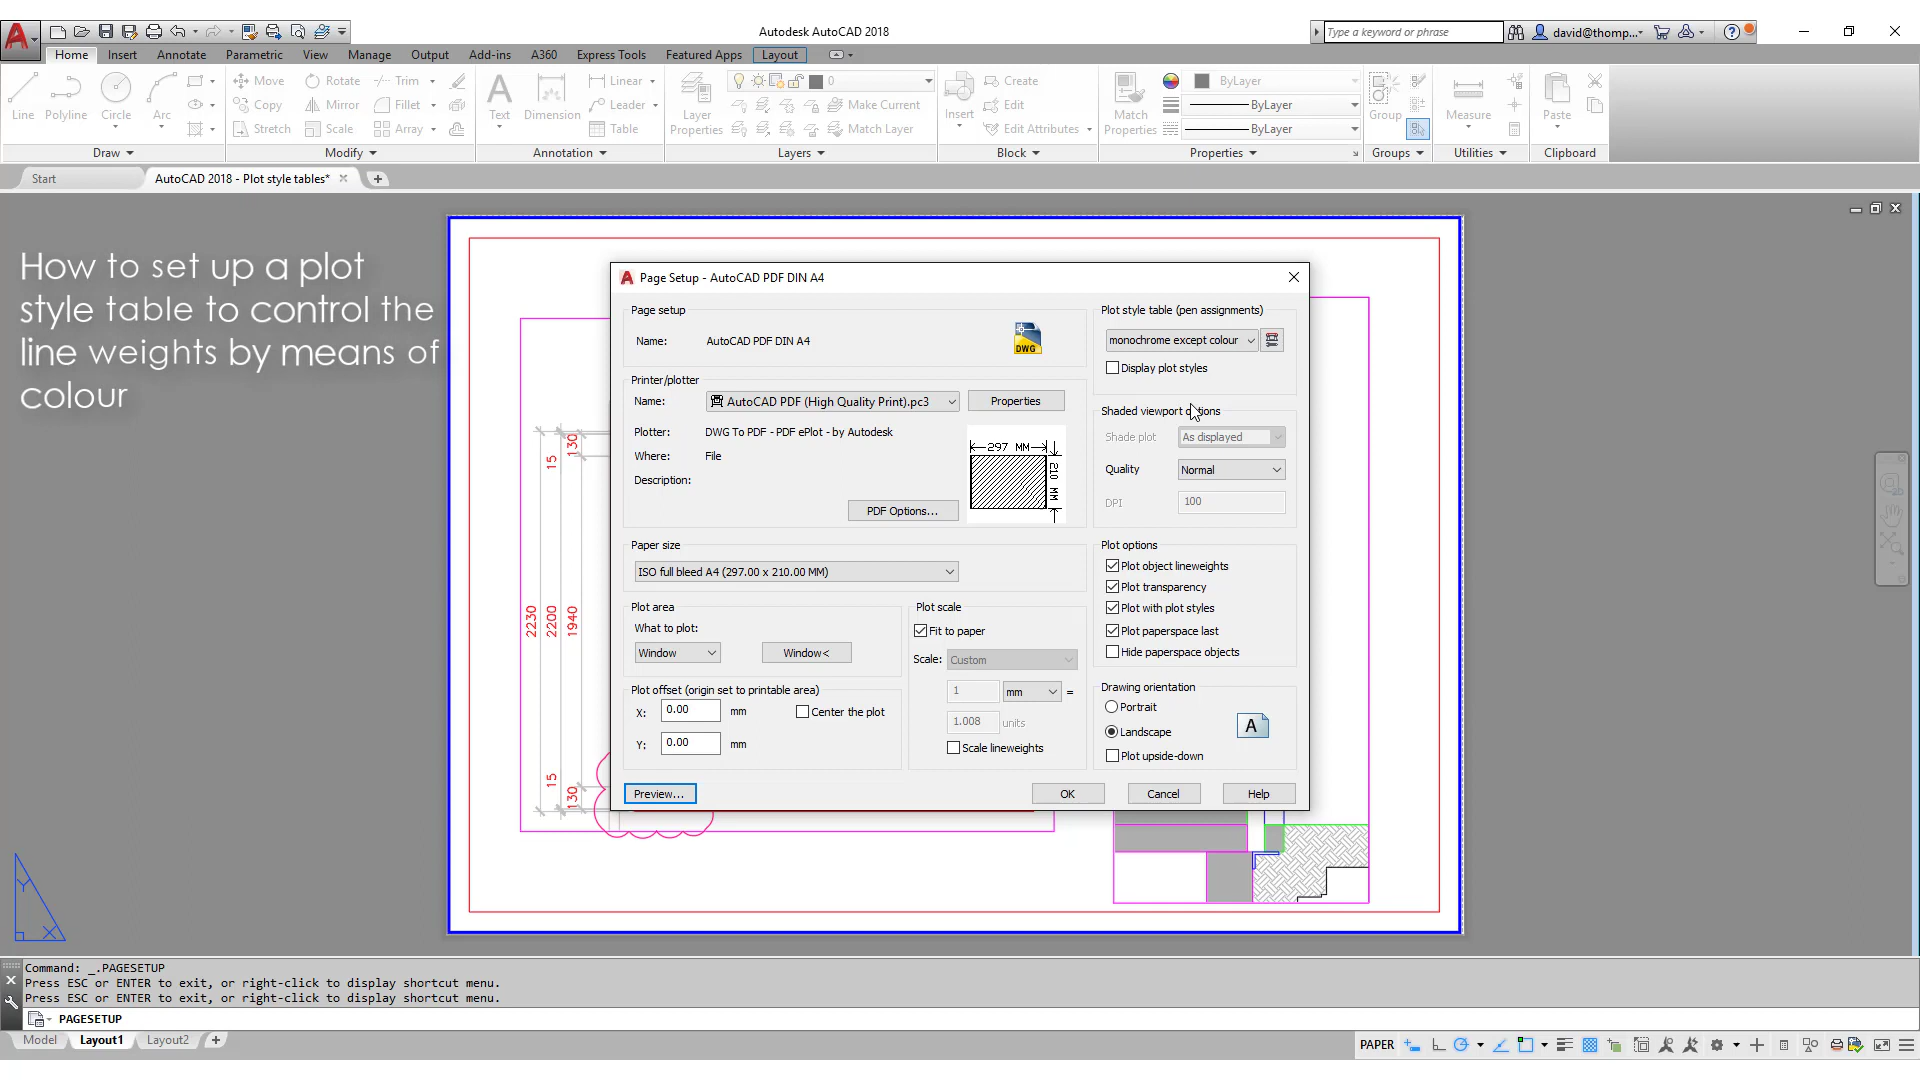 Autodesk AutoCAD 2018
Type a keyword or phrase
david@thomp...
Home
Insert
Annotate
Parametric
View
Manage
Output
Add-ins
A360
Express Tools
Featured Apps
Layout
Line
Polyline
Circle
Arc
Move
Rotate
Trim
Copy
Mirror
Fillet
Stretch
Scale
Array
Text
Dimension
Linear
Leader
Table
Layer
Properties
0
Make Current
Match Layer
Insert
Create
Edit
Edit Attributes
Match
Properties
ByLayer
ByLayer
ByLayer
Group
Measure
Paste
Draw
Modify
Annotation
Layers
Block
Properties
Groups
Utilities
Clipboard
Start
AutoCAD 2018 - Plot style tables*
How to set up a plot
style table to control the
line weights by means of
colour
Page Setup - AutoCAD PDF DIN A4
Page setup
Name:
AutoCAD PDF DIN A4
DWG
Printer/plotter
Name:
AutoCAD PDF (High Quality Print).pc3
Properties
Plotter:
DWG To PDF - PDF ePlot - by Autodesk
Where:
File
Description:
PDF Options...
297 MM
210 MM
Paper size
ISO full bleed A4 (297.00 x 210.00 MM)
Plot area
What to plot:
Window
Window<
Plot offset (origin set to printable area)
X:
0.00
mm
Center the plot
Y:
0.00
mm
Plot scale
Fit to paper
Scale:
Custom
1
mm
=
1.008
units
Scale lineweights
Plot style table (pen assignments)
monochrome except colour
Display plot styles
Shaded viewport options
Shade plot
As displayed
Quality
Normal
DPI
100
Plot options
Plot object lineweights
Plot transparency
Plot with plot styles
Plot paperspace last
Hide paperspace objects
Drawing orientation
Portrait
Landscape
Plot upside-down
A
Preview...
OK
Cancel
Help
130
15
2230
2200
1940
15
130
Y
X
Command: _.PAGESETUP
Press ESC or ENTER to exit, or right-click to display shortcut menu.
Press ESC or ENTER to exit, or right-click to display shortcut menu.
PAGESETUP
Model
Layout1
Layout2
PAPER